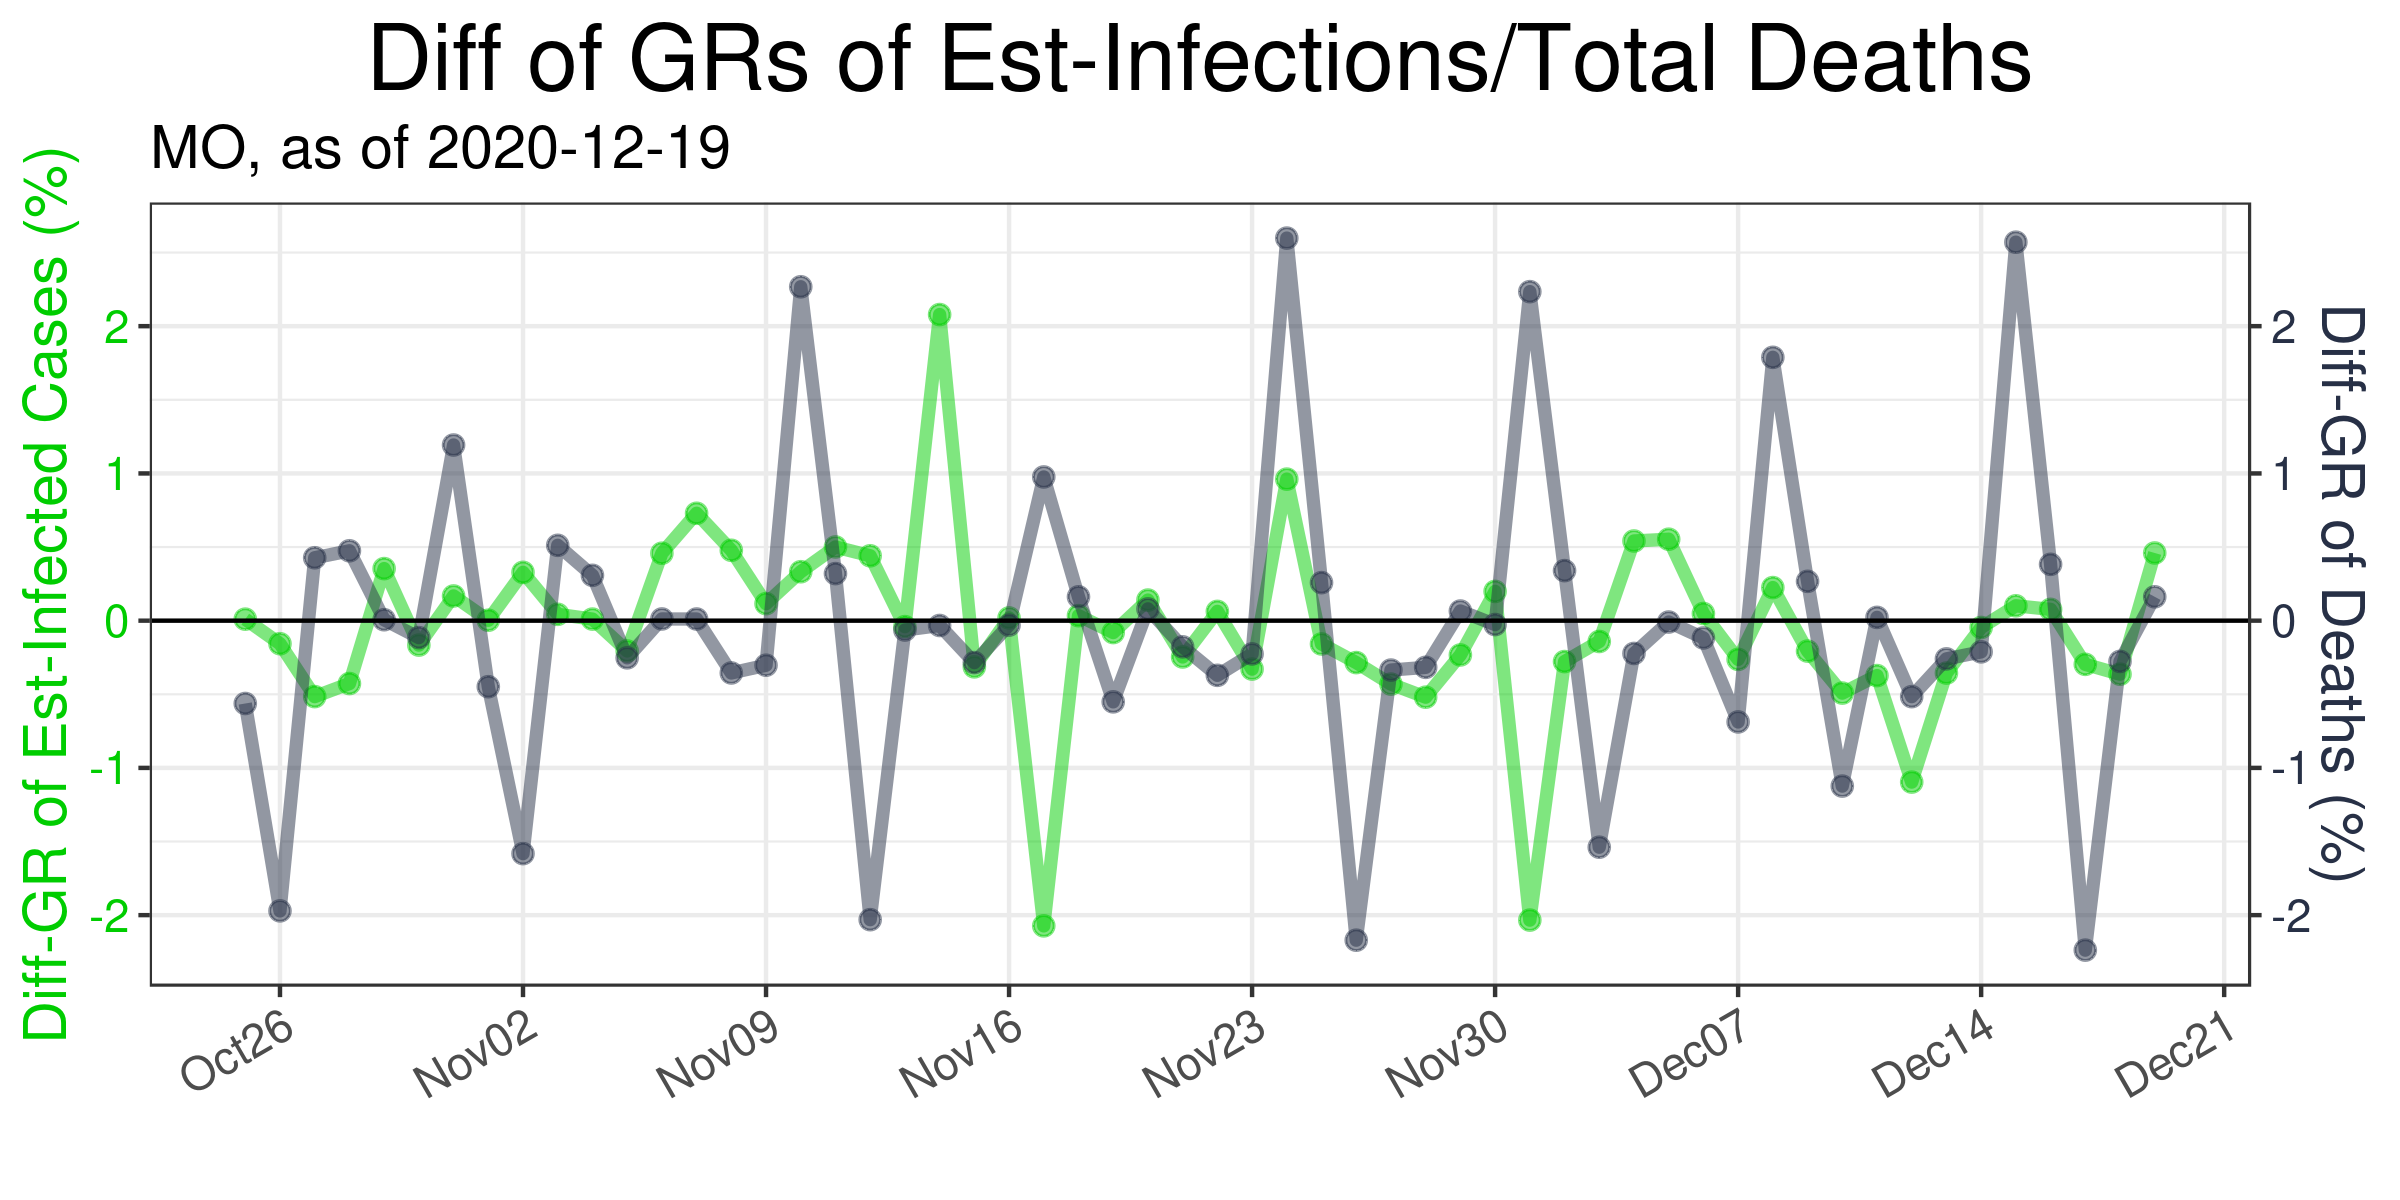 Diff of GRs of Est-Infections/Total Deaths
MO, as of 2020-12-19
Diff-GR of Est-Infected Cases (%)
2
1
0
-1
-2
2
1
0
-1
-2
Diff-GR of Deaths (%)
Oct26
Nov02
Nov09
Nov16
Nov23
Nov30
Dec07
Dec14
Dec21